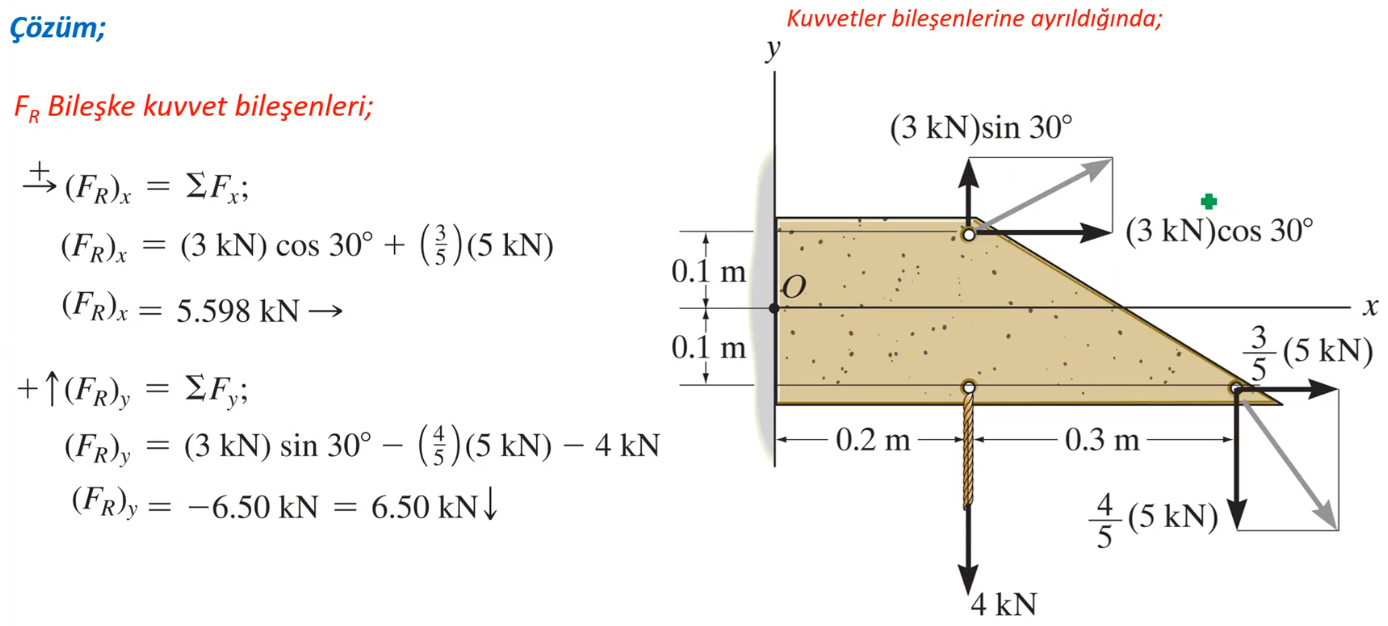 Çözüm;
F_R Bileşke kuvvet bileşenleri;
+→ (F_R)_x = ΣF_x;
(F_R)_x = (3 kN) cos 30° + (3/5)(5 kN)
(F_R)_x = 5.598 kN →
+↑(F_R)_y = ΣF_y;
(F_R)_y = (3 kN) sin 30° − (4/5)(5 kN) − 4 kN
(F_R)_y = −6.50 kN = 6.50 kN↓
Kuvvetler bileşenlerine ayrıldığında;
y
(3 kN)sin 30°
(3 kN)cos 30°
0.1 m
O
x
0.1 m
3/5 (5 kN)
0.2 m
0.3 m
4/5 (5 kN)
4 kN